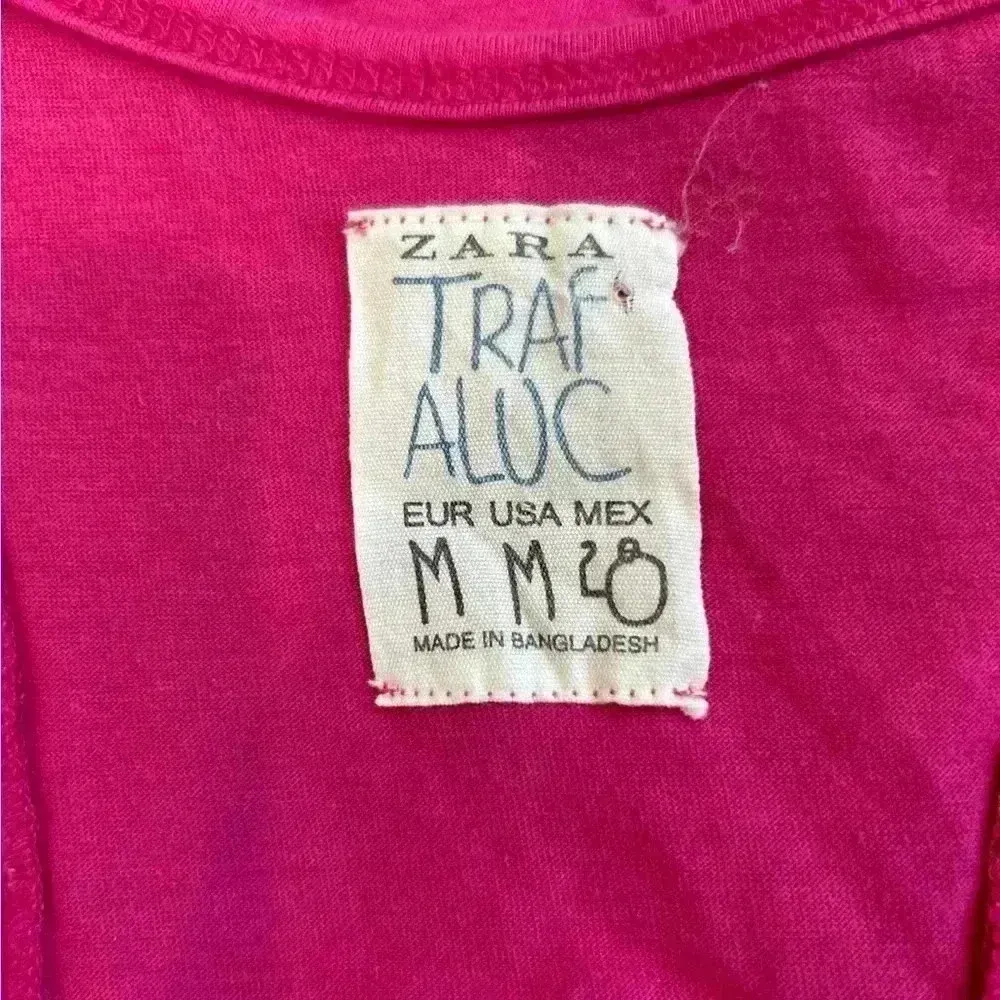 ZARA
TRAF
ALUC
EUR USA MEX
M M 28
MADE IN BANGLADESH